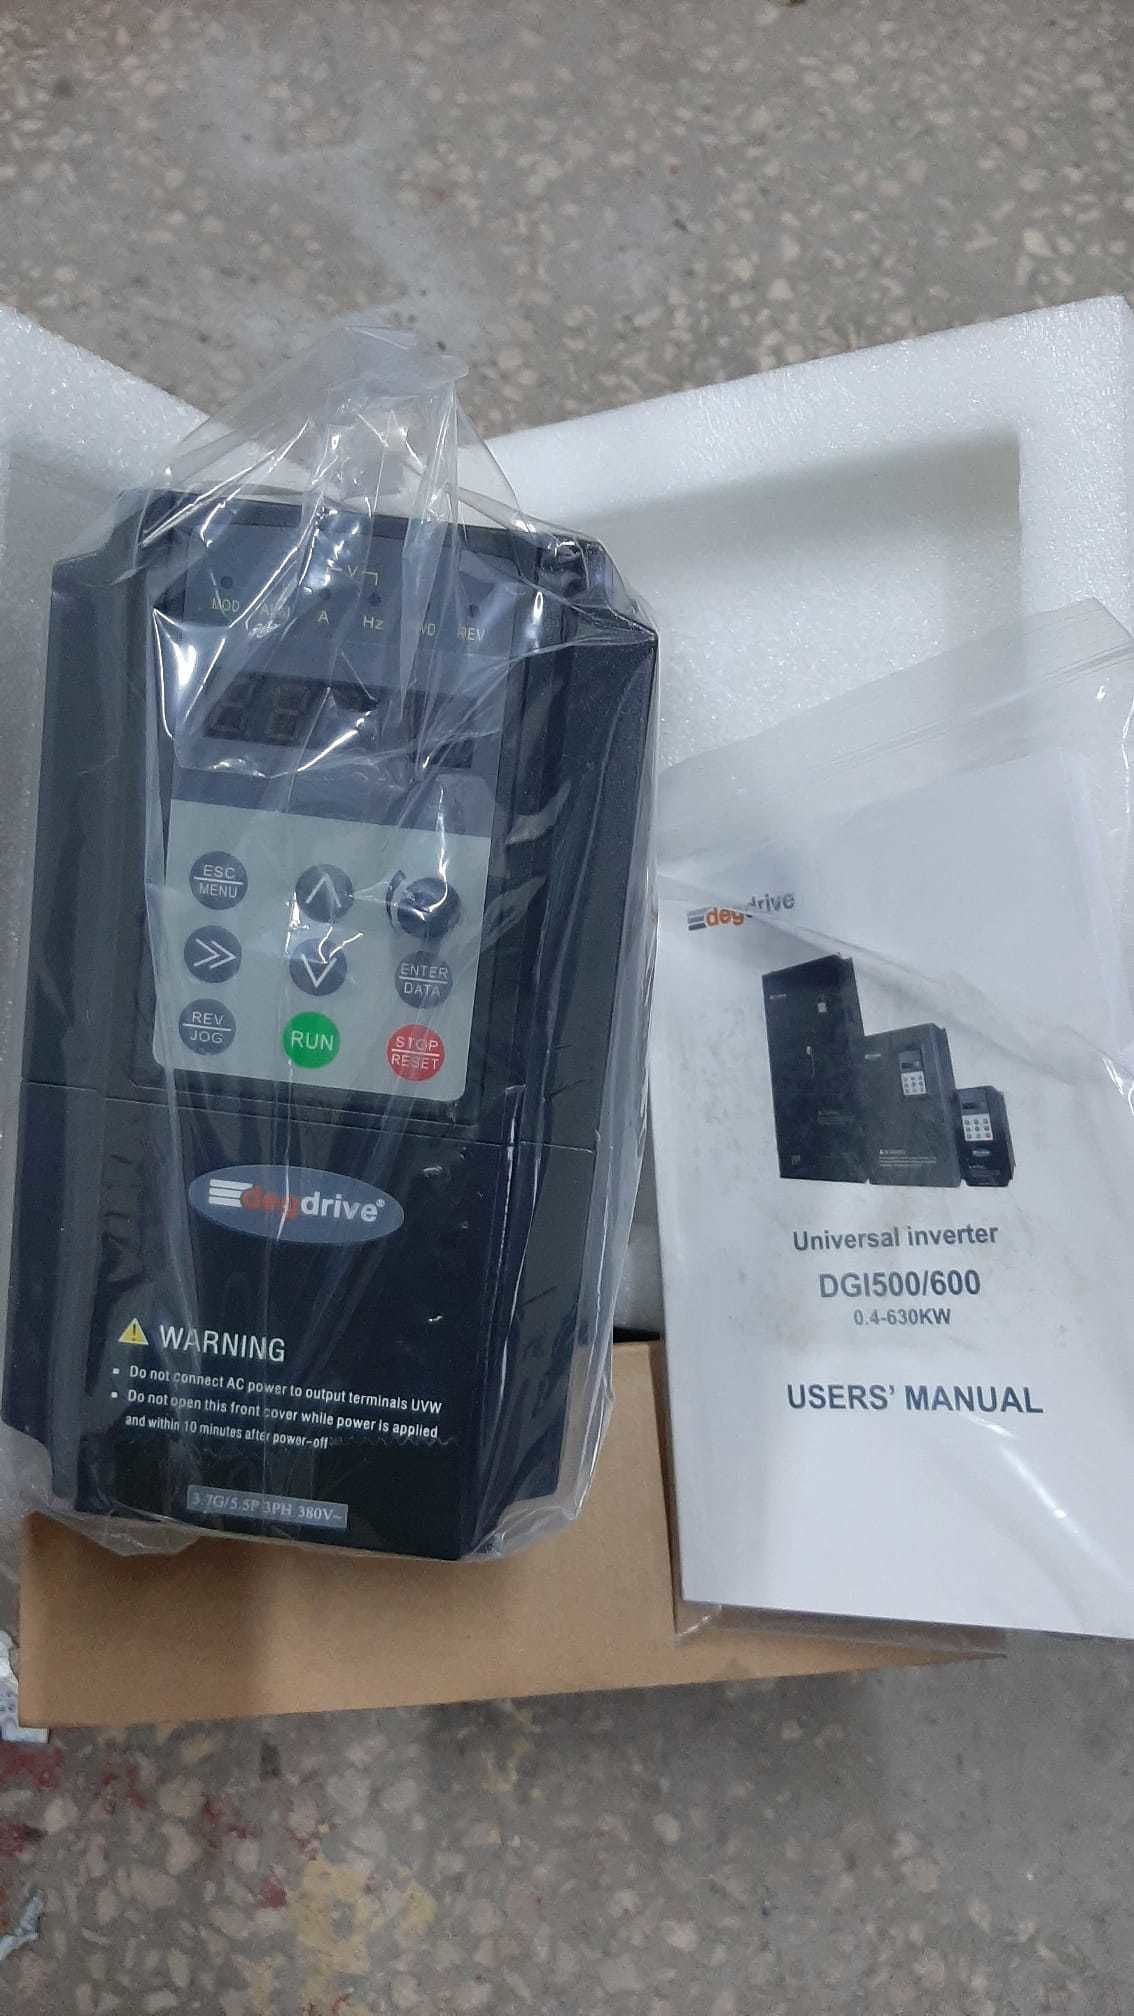 MOD
A
Hz
REV
ESC
MENU
ENTER
DATA
REV
JOG
RUN
STOP
RESET
degdrive®
WARNING
Do not connect AC power to output terminals UVW
Do not open this front cover while power is applied
and within 10 minutes after power-off
3.7G/5.5P 3PH 380V~
degdrive
Universal inverter
DGI500/600
0.4-630KW
USERS' MANUAL